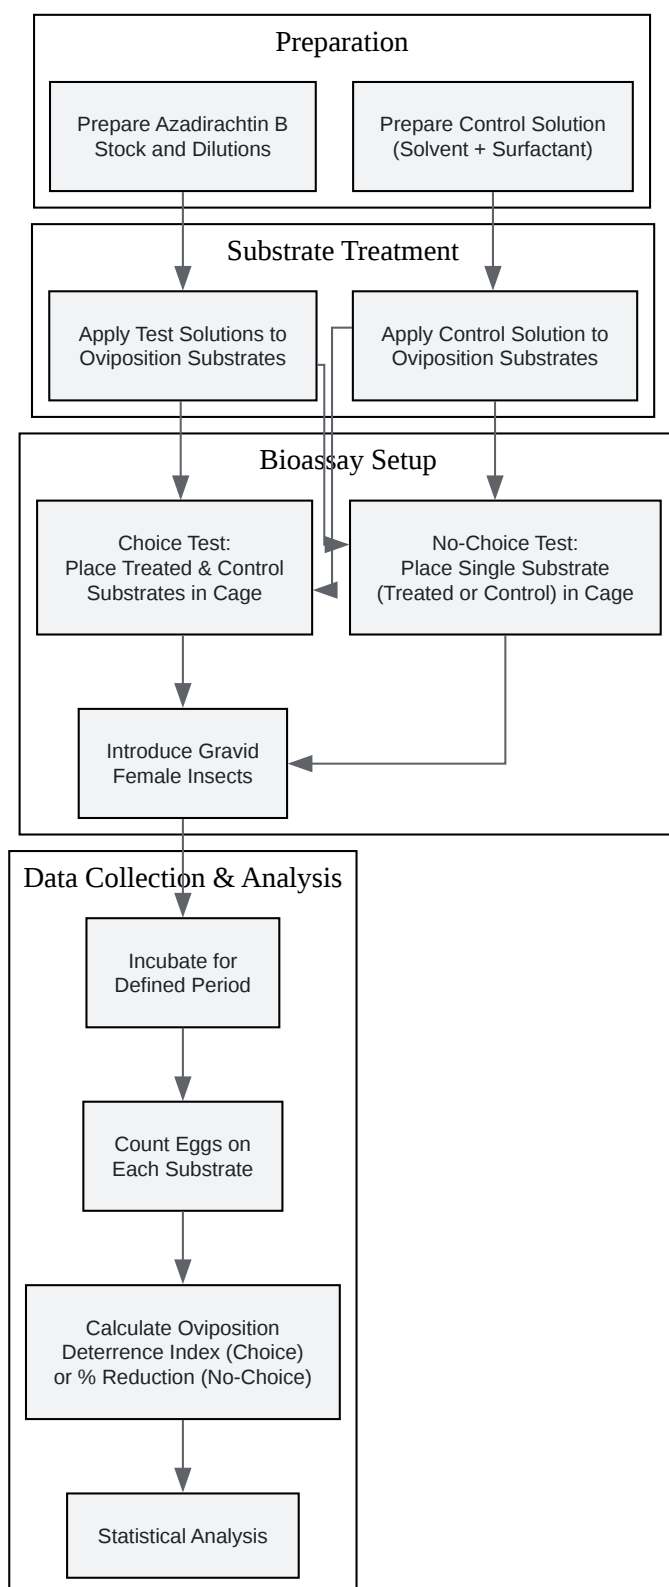 Preparation
Prepare Azadirachtin B
Stock and Dilutions
Prepare Control Solution
(Solvent + Surfactant)
Substrate Treatment
Apply Test Solutions to
Oviposition Substrates
Apply Control Solution to
Oviposition Substrates
Bioassay Setup
Choice Test:
Place Treated & Control
Substrates in Cage
No-Choice Test:
Place Single Substrate
(Treated or Control) in Cage
Introduce Gravid
Female Insects
Data Collection & Analysis
Incubate for
Defined Period
Count Eggs on
Each Substrate
Calculate Oviposition
Deterrence Index (Choice)
or % Reduction (No-Choice)
Statistical Analysis